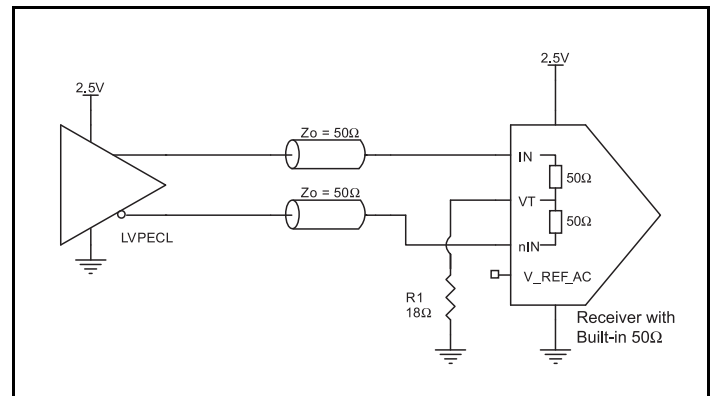 2.5V
2.5V
Zo = 50Ω
IN
50Ω
Zo = 50Ω
VT
50Ω
LVPECL
nIN
V_REF_AC
R1
18Ω
Receiver with
Built-in 50Ω